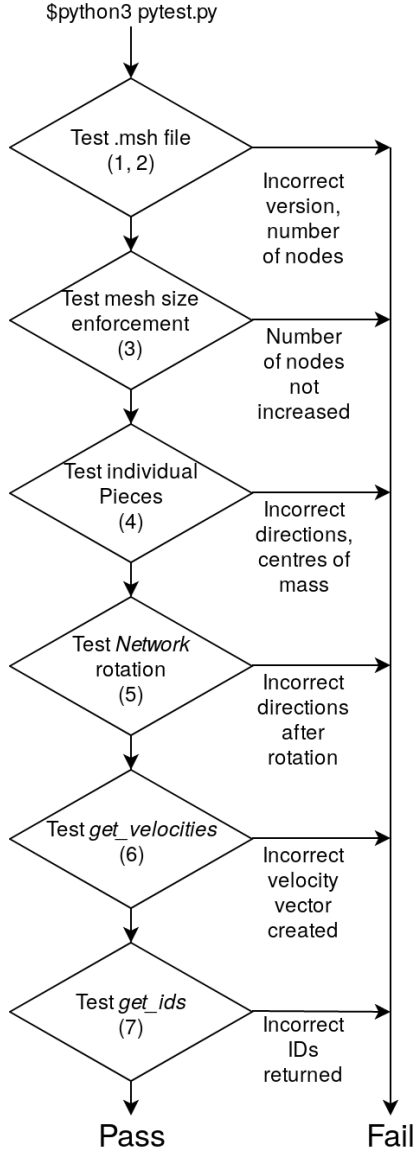 $python3 pytest.py
Test .msh file
(1, 2)
Incorrect
version,
number
of nodes
Test mesh size
enforcement
(3)
Number
of nodes
not
increased
Test individual
Pieces
(4)
Incorrect
directions,
centres of
mass
Test Network
rotation
(5)
Incorrect
directions
after
rotation
Test get_velocities
(6)
Incorrect
velocity
vector
created
Test get_ids
(7)
Incorrect
IDs
returned
Pass
Fail